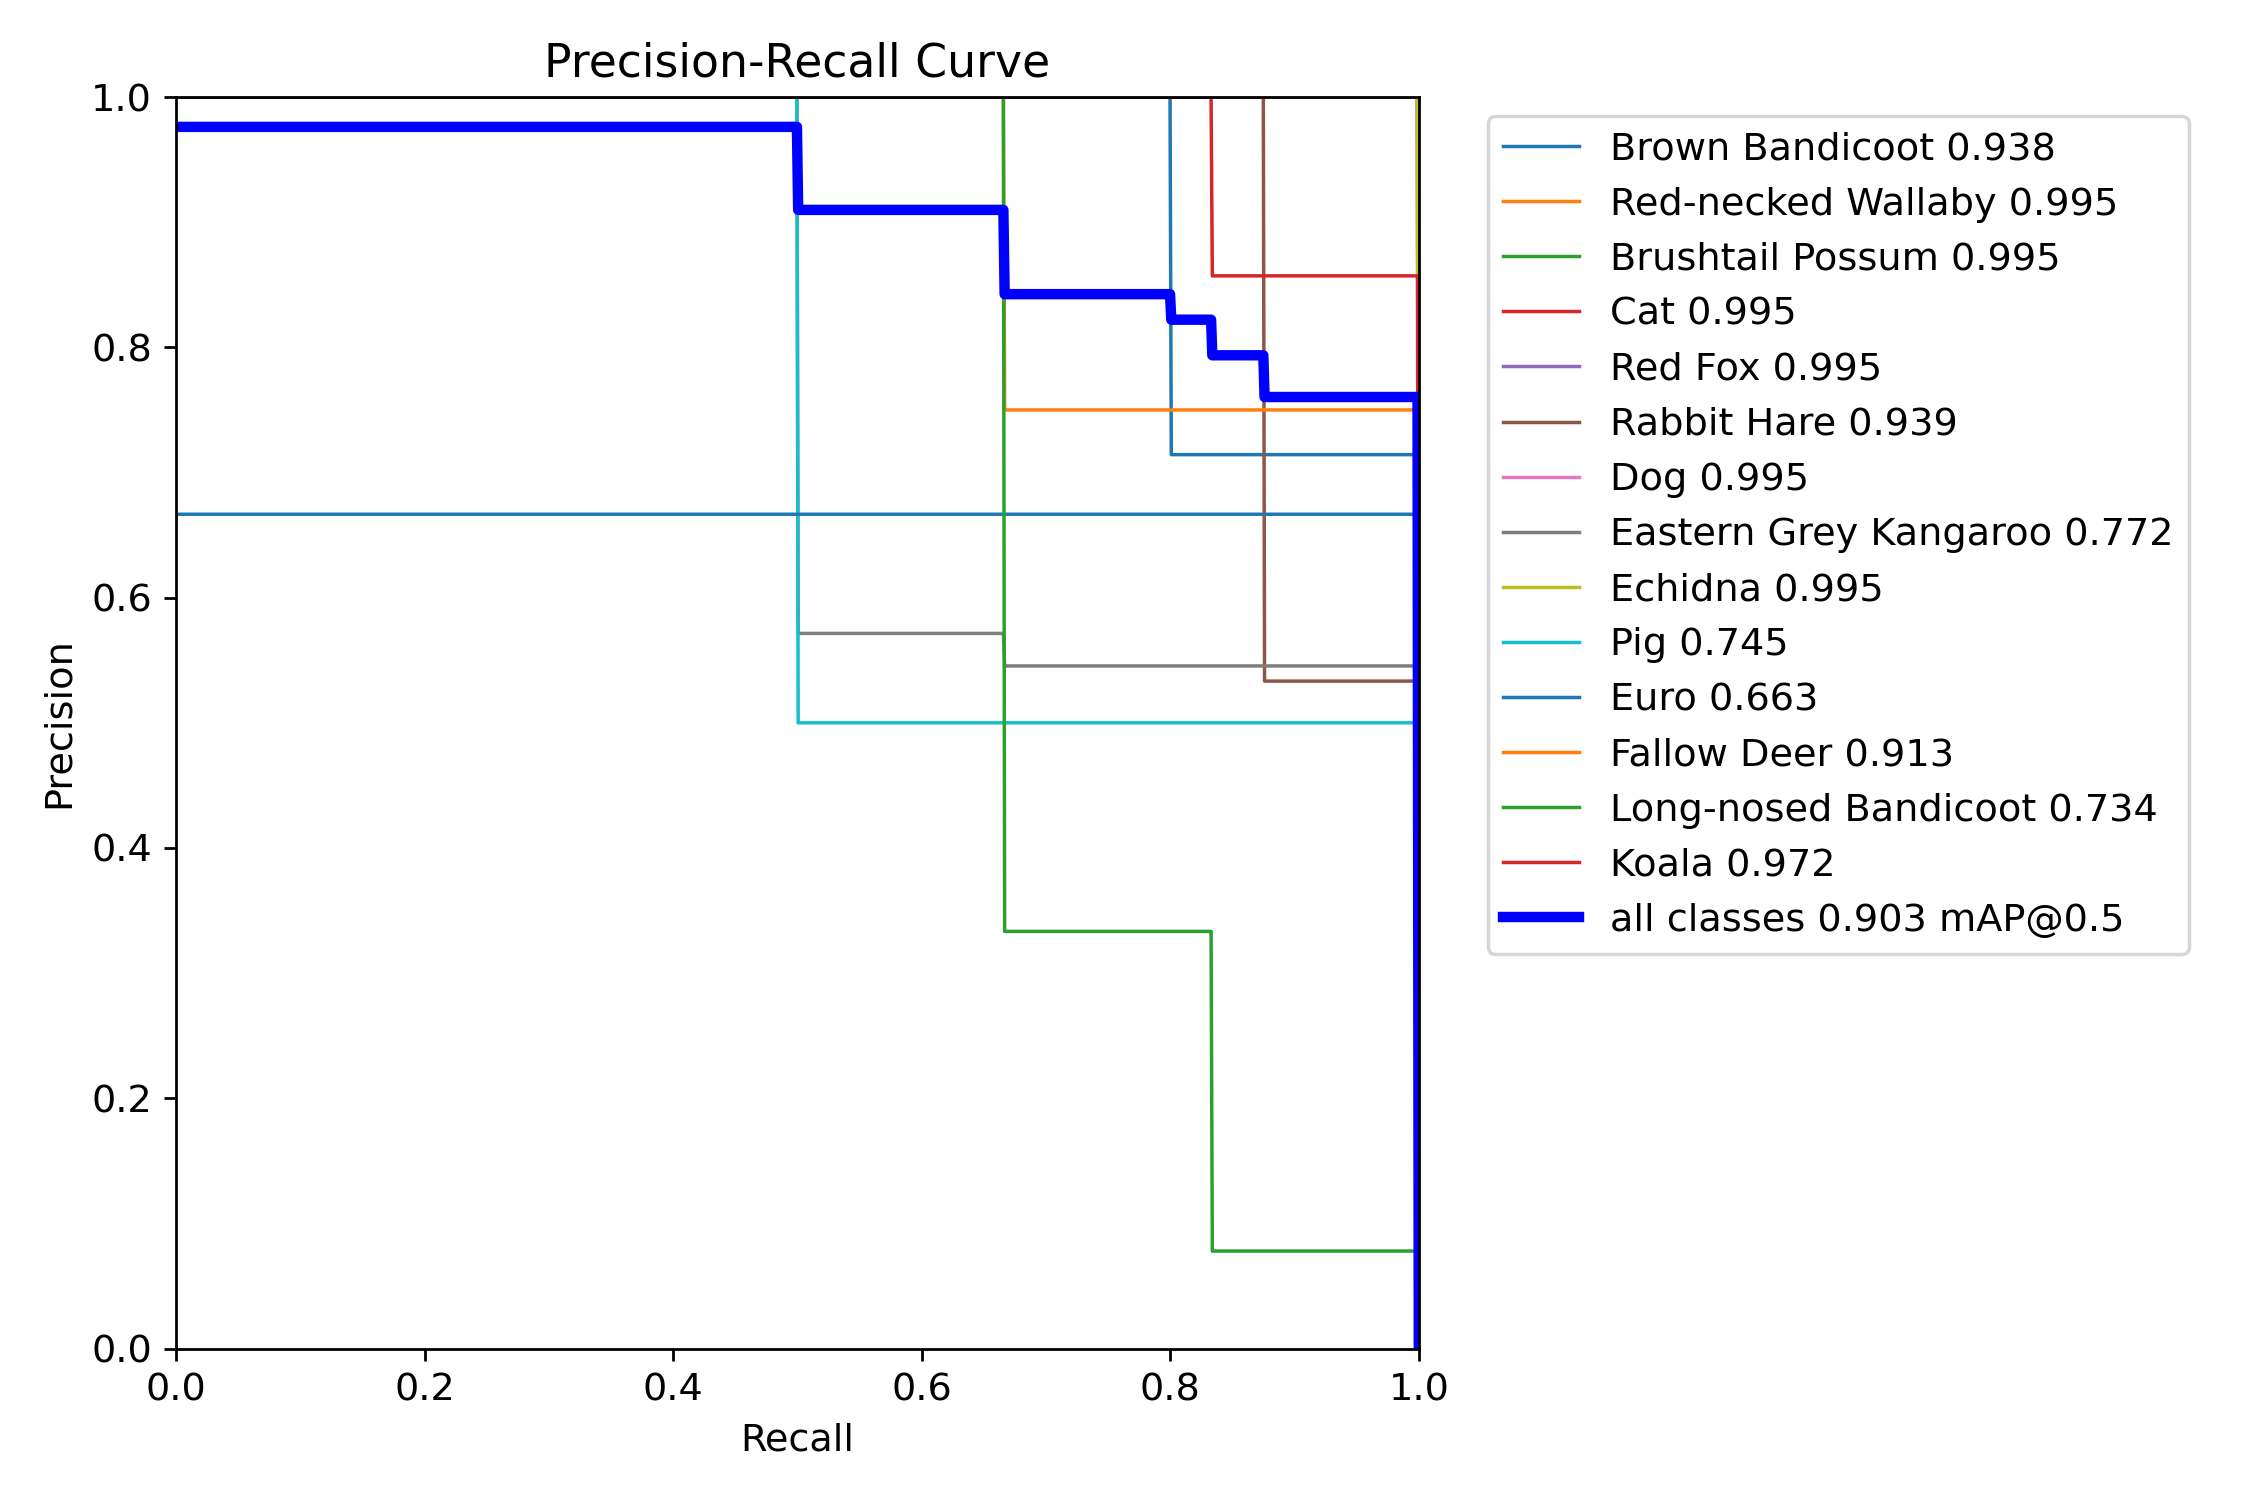 Precision-Recall Curve
1.0
0.8
0.6
0.4
0.2
0.0
Precision
0.0 0.2 0.4 0.6 0.8 1.0
Recall
Brown Bandicoot 0.938
Red-necked Wallaby 0.995
Brushtail Possum 0.995
Cat 0.995
Red Fox 0.995
Rabbit Hare 0.939
Dog 0.995
Eastern Grey Kangaroo 0.772
Echidna 0.995
Pig 0.745
Euro 0.663
Fallow Deer 0.913
Long-nosed Bandicoot 0.734
Koala 0.972
all classes 0.903 mAP@0.5